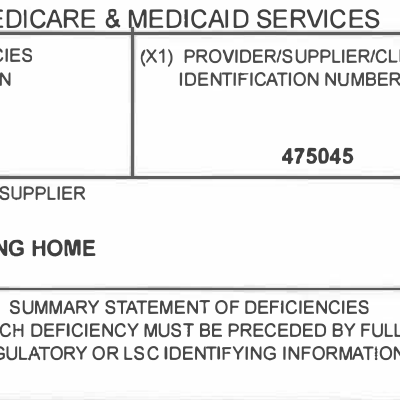 EDICARE & MEDICAID SERVICES
CIES (X1) PROVIDER/SUPPLIER/CLI
N IDENTIFICATION NUMBER
475045
SUPPLIER
NG HOME
SUMMARY STATEMENT OF DEFICIENCIES
CH DEFICIENCY MUST BE PRECEDED BY FULL
GULATORY OR LSC IDENTIFYING INFORMATION